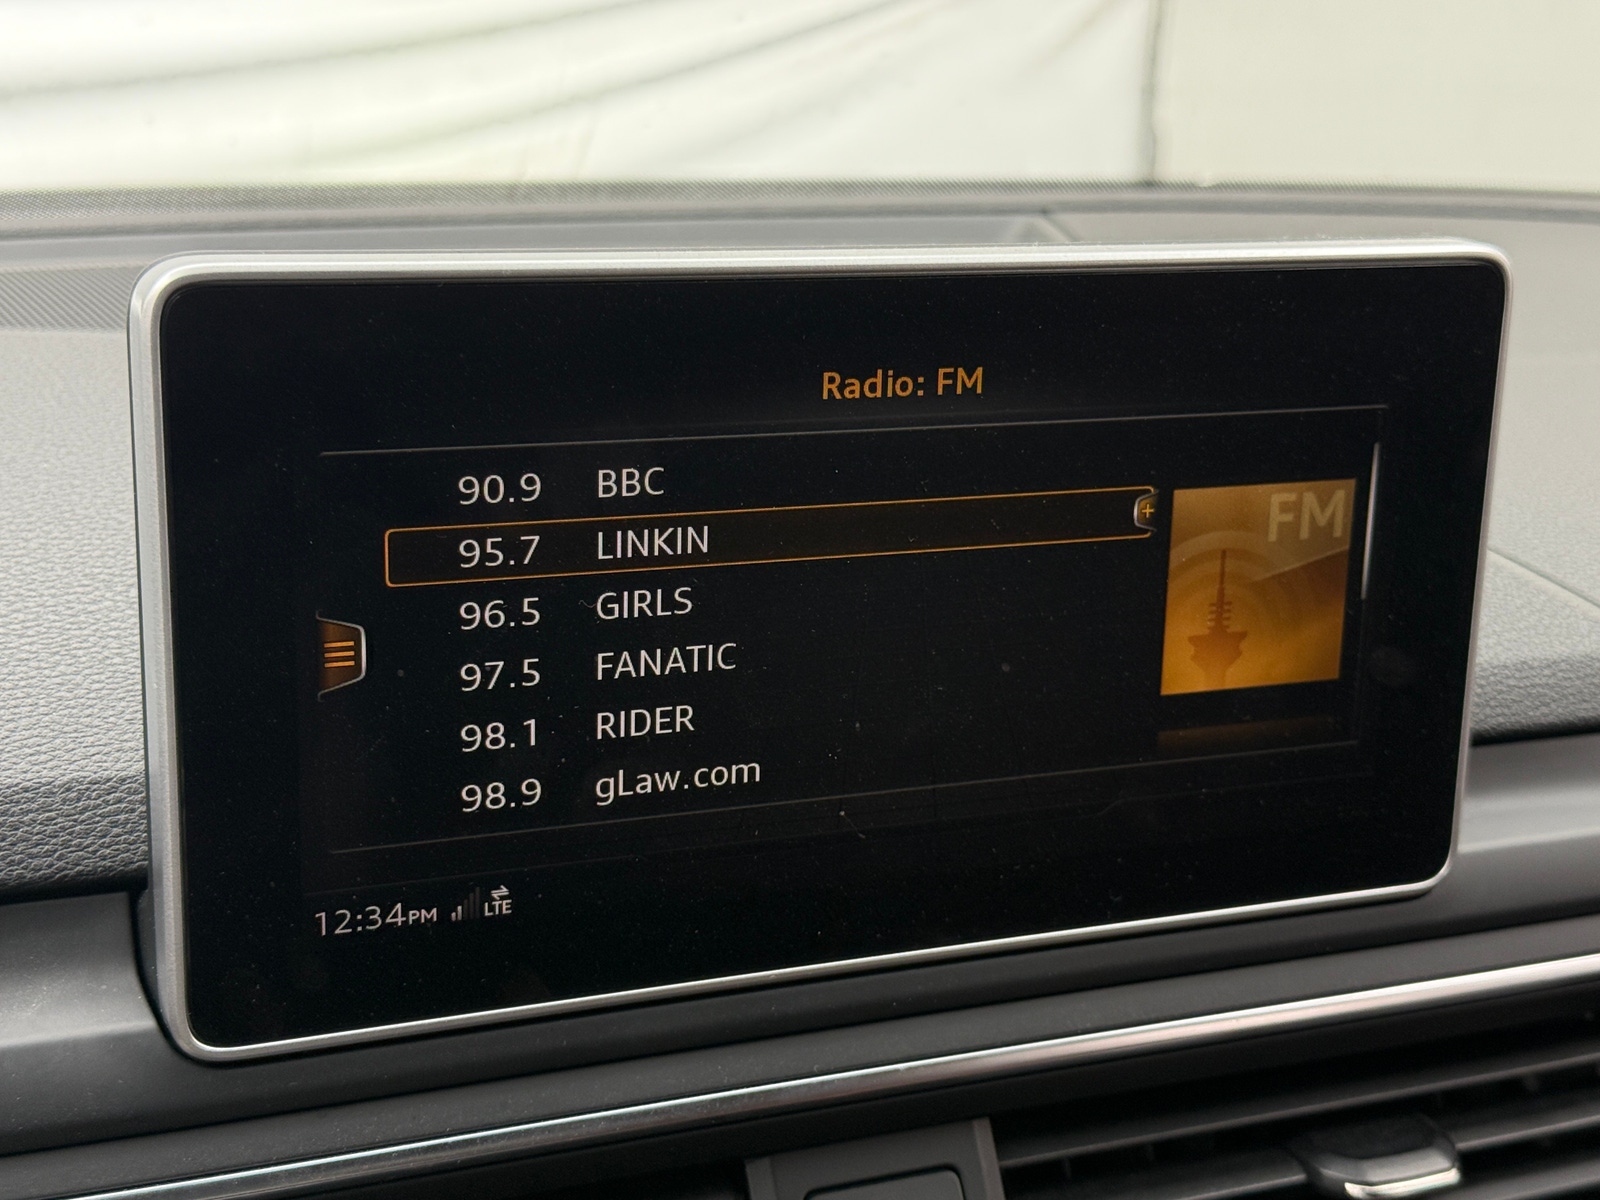 Radio: FM
90.9 BBC
95.7 LINKIN
96.5 GIRLS
97.5 FANATIC
98.1 RIDER
98.9 gLaw.com
FM
12:34PM LTE